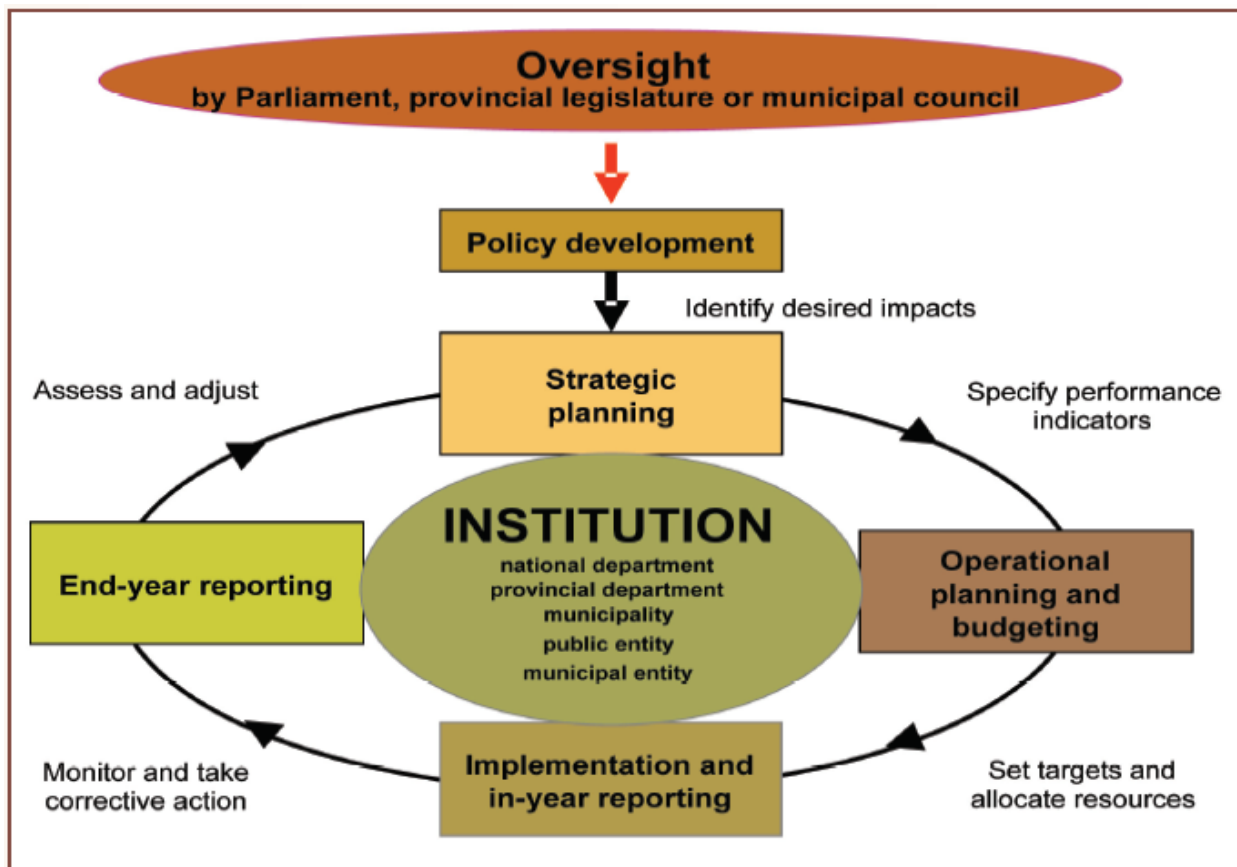 Oversight
by Parliament, provincial legislature or municipal council
Policy development
Identify desired impacts
Strategic
planning
Assess and adjust
Specify performance
indicators
INSTITUTION
national department
provincial department
municipality
public entity
municipal entity
End-year reporting
Operational
planning and
budgeting
Implementation and
in-year reporting
Monitor and take
corrective action
Set targets and
allocate resources